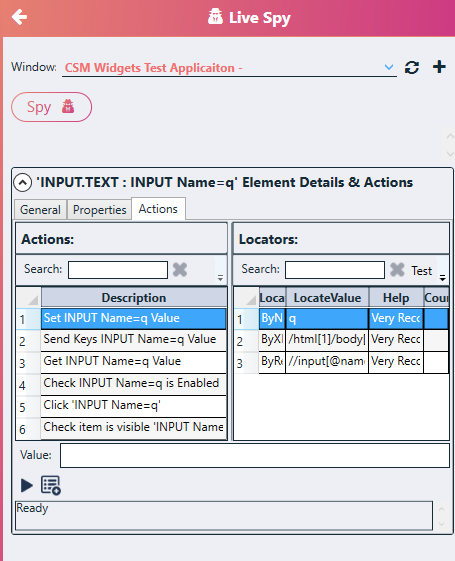 Live Spy
Window: CSM Widgets Test Applicaiton -
Spy
'INPUT.TEXT : INPUT Name=q' Element Details & Actions
General Properties Actions
Actions:
Search:
Description
1 Set INPUT Name=q Value
2 Send Keys INPUT Name=q Value
3 Get INPUT Name=q Value
4 Check INPUT Name=q is Enabled
5 Click 'INPUT Name=q'
6 Check item is visible 'INPUT Name
Locators:
Search: Test
Loca LocateValue Help Cour
1 ByN q Very Recc
2 ByXI /html[1]/body[ Very Recc
3 ByRe //input[@nam Very Recc
Value:
Ready